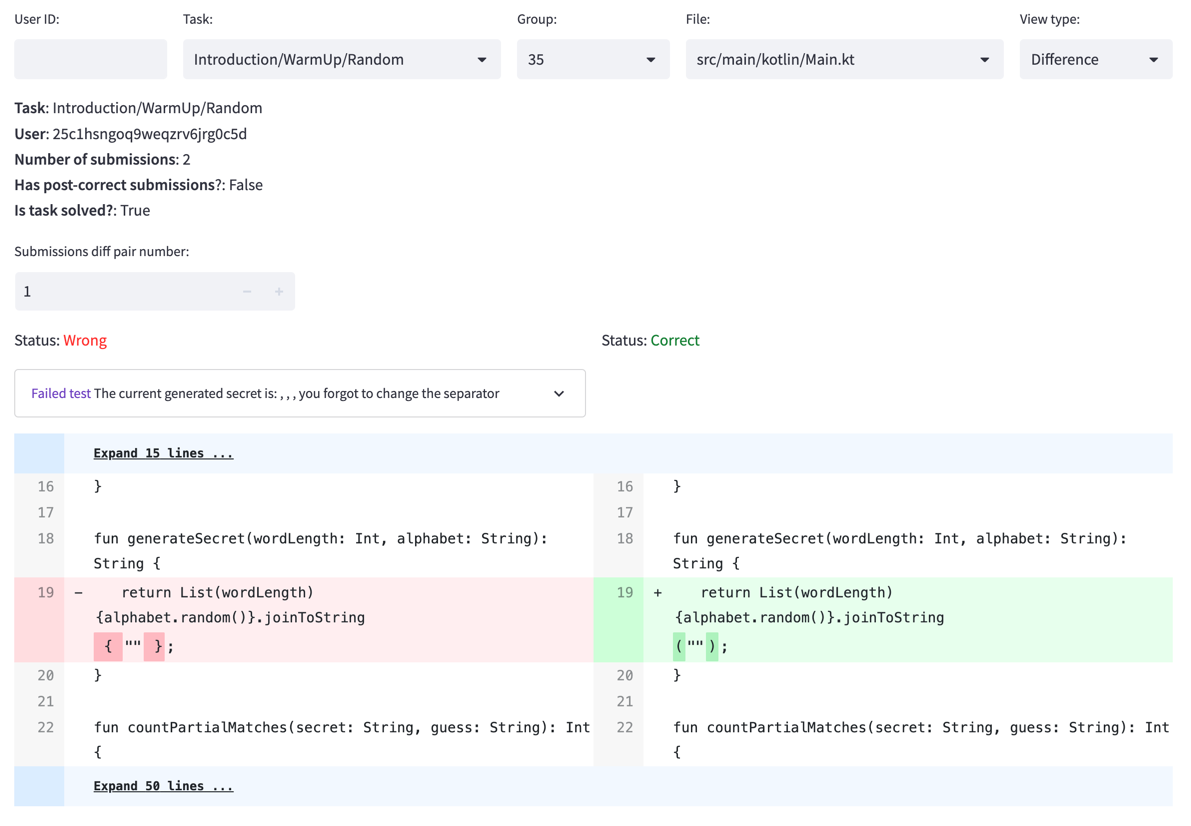 User ID:
Task:
Group:
File:
View type:
Introduction/WarmUp/Random
35
src/main/kotlin/Main.kt
Difference
Task: Introduction/WarmUp/Random
User: 25c1hsngoq9weqzrv6jrg0c5d
Number of submissions: 2
Has post-correct submissions?: False
Is task solved?: True
Submissions diff pair number:
1 − +
Status: Wrong
Status: Correct
Failed test The current generated secret is: , , , you forgot to change the separator
Expand 15 lines ...
16 }
17
18 fun generateSecret(wordLength: Int, alphabet: String):
String {
19 − return List(wordLength)
{alphabet.random()}.joinToString
{ "" };
20 }
21
22 fun countPartialMatches(secret: String, guess: String): Int
{
16 }
17
18 fun generateSecret(wordLength: Int, alphabet: String):
String {
19 + return List(wordLength)
{alphabet.random()}.joinToString
("");
20 }
21
22 fun countPartialMatches(secret: String, guess: String): Int
{
Expand 50 lines ...